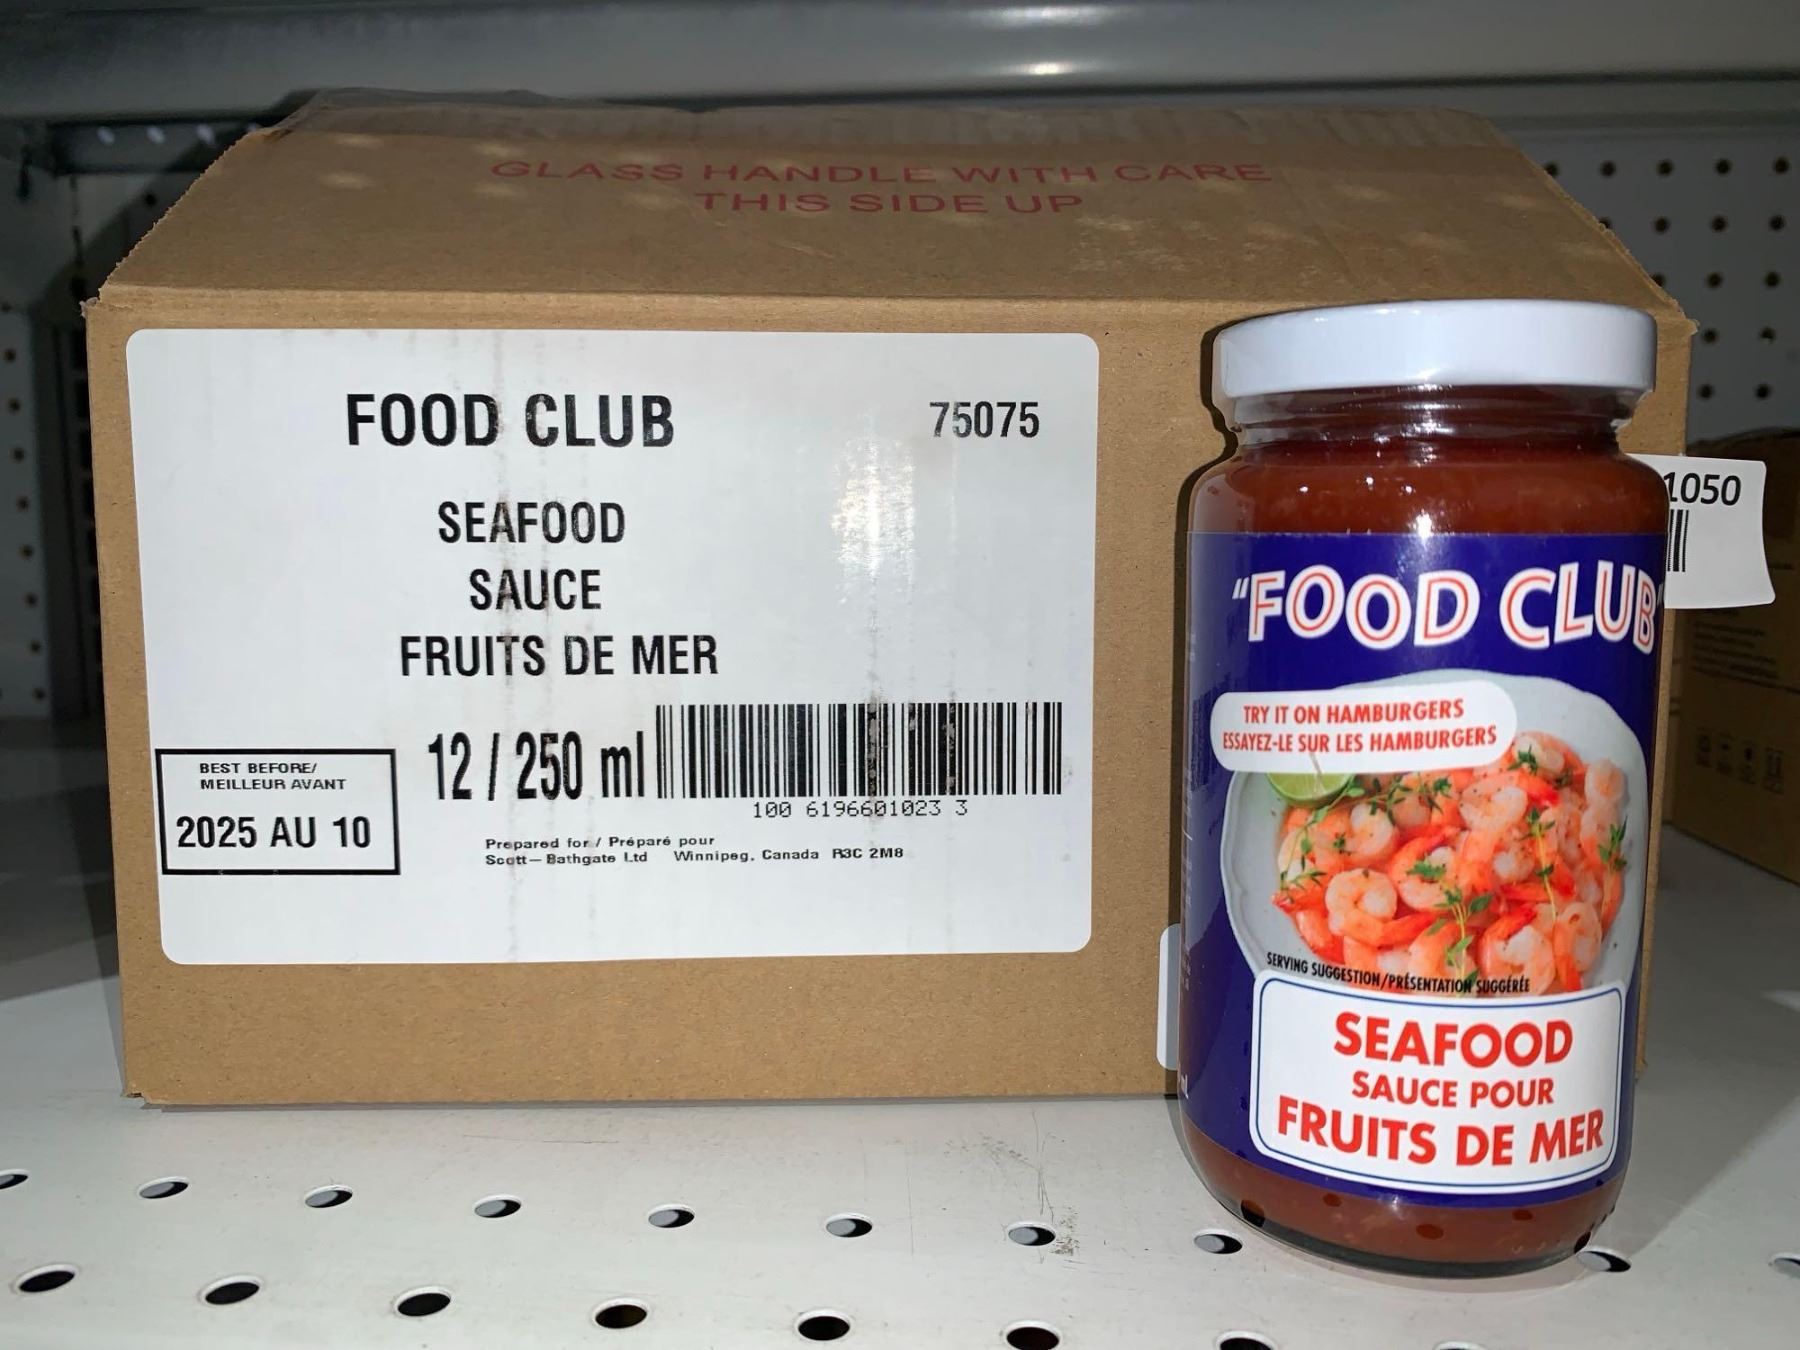 GLASS HANDLE WITH CARE
THIS SIDE UP
FOOD CLUB
75075
SEAFOOD
SAUCE
FRUITS DE MER
12 / 250 ml
100 6196601023 3
BEST BEFORE/
MEILLEUR AVANT
2025 AU 10
Prepared for / Préparé pour
Scott-Bathgate Ltd Winnipeg, Canada R3C 2M8
1050
"FOOD CLUB"
TRY IT ON HAMBURGERS
ESSAYEZ-LE SUR LES HAMBURGERS
SERVING SUGGESTION/PRÉSENTATION SUGGÉRÉE
SEAFOOD
SAUCE POUR
FRUITS DE MER